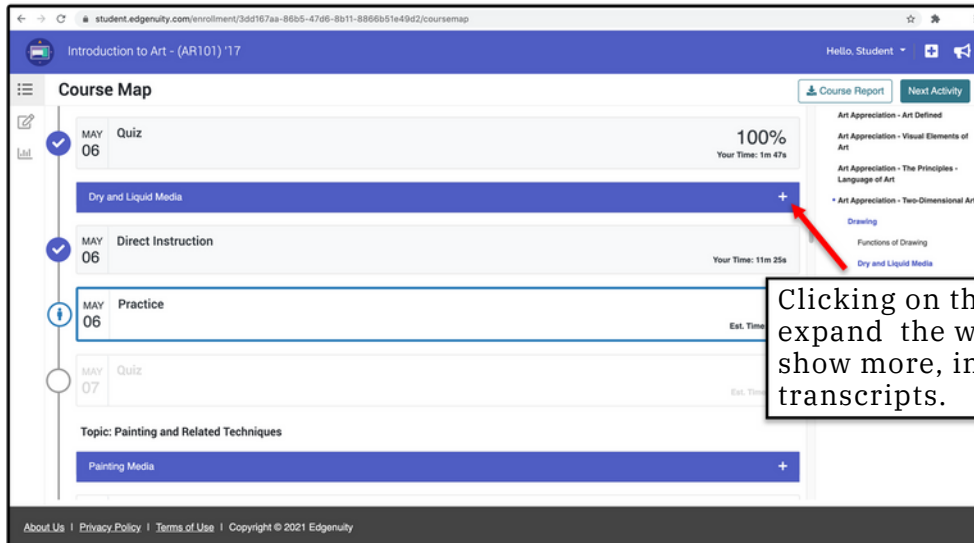 student.edgenuity.com/enrollment/3dd167aa-86b5-47d6-8b11-8866b51e49d2/coursemap
Introduction to Art - (AR101) '17
Hello, Student
Course Map
Course Report
Next Activity
MAY
06
Quiz
100%
Your Time: 1m 47s
Dry and Liquid Media
+
MAY
06
Direct Instruction
Your Time: 11m 25s
MAY
06
Practice
Est. Time
MAY
07
Quiz
Est. Time
Topic: Painting and Related Techniques
Painting Media
+
Art Appreciation - Art Defined
Art Appreciation - Visual Elements of
Art
Art Appreciation - The Principles -
Language of Art
Art Appreciation - Two-Dimensional Art
Drawing
Functions of Drawing
Dry and Liquid Media
Clicking on th
expand the w
show more, in
transcripts.
About Us | Privacy Policy | Terms of Use | Copyright © 2021 Edgenuity